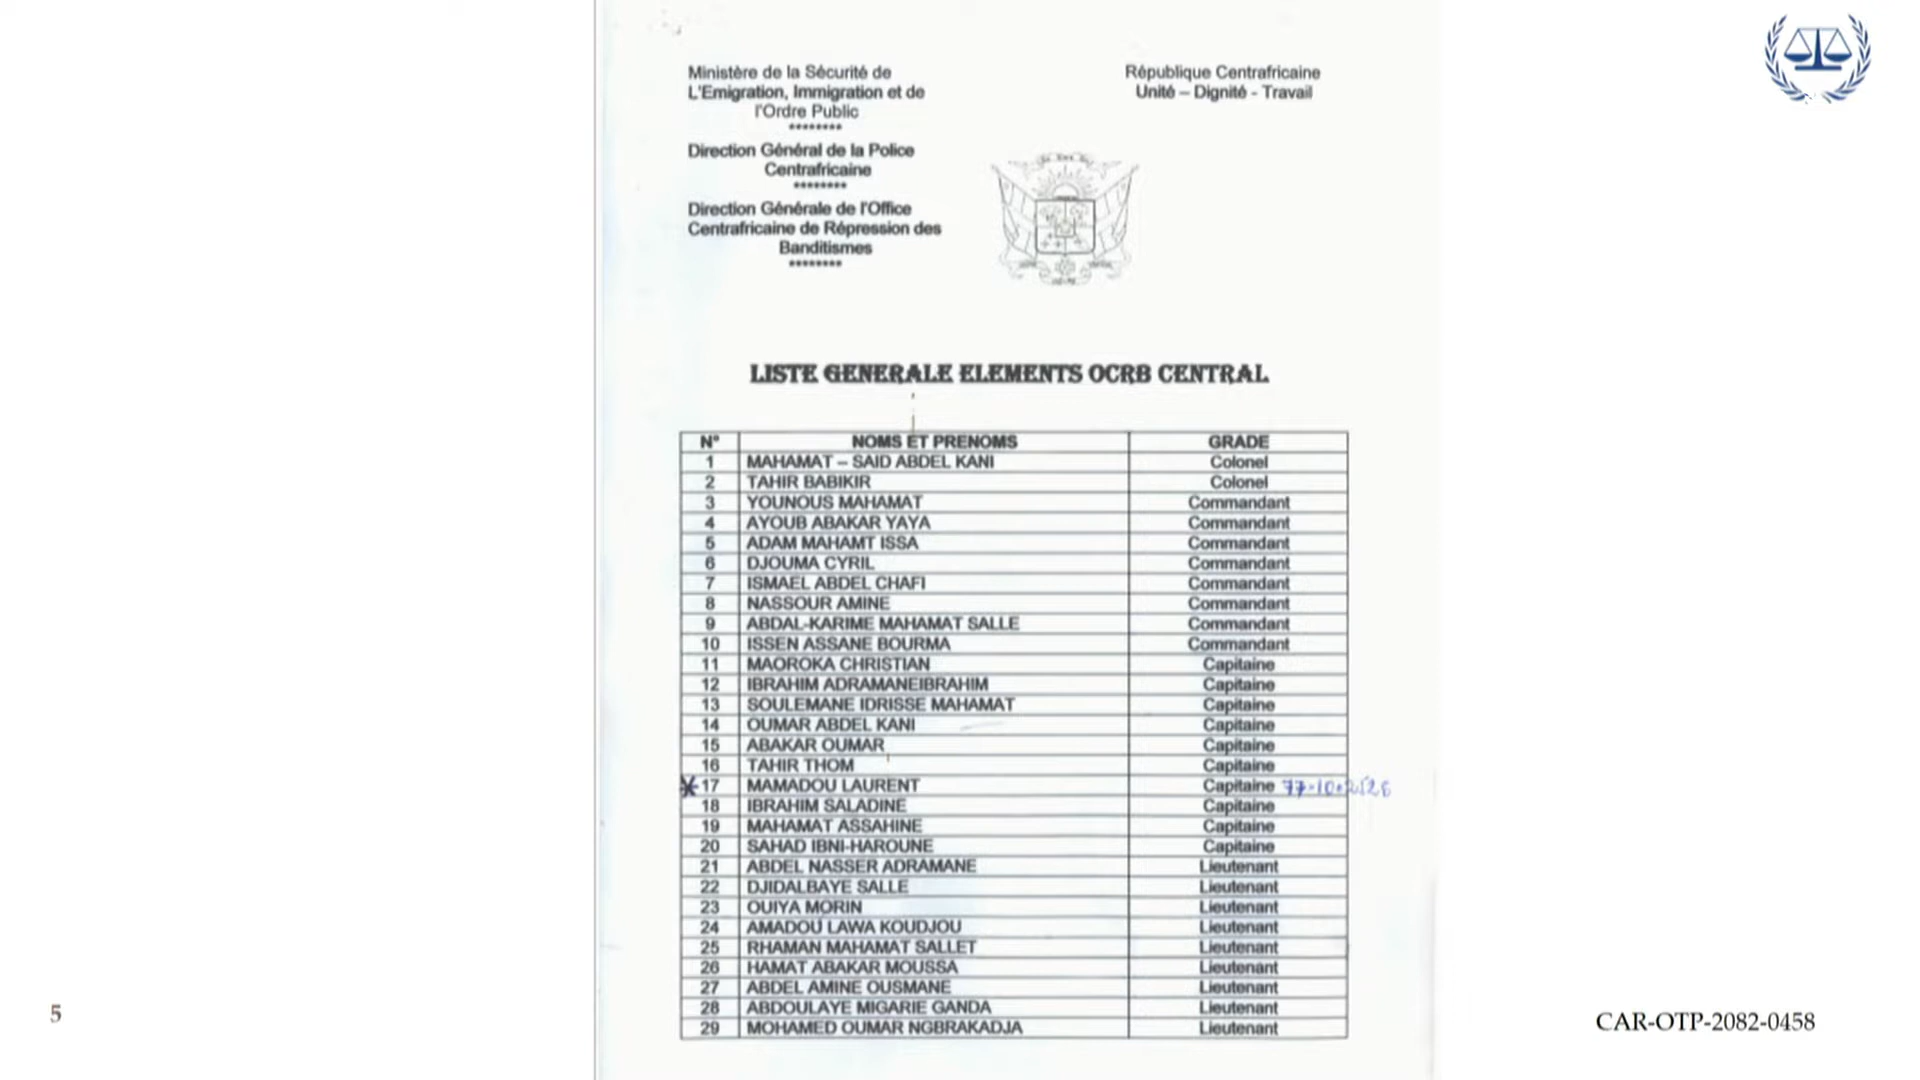 Ministère de la Sécurité de
L'Emigration, Immigration et de
l'Ordre Public
********
Direction Général de la Police
Centrafricaine
********
Direction Générale de l'Office
Centrafricaine de Répression des
Banditismes
********
République Centrafricaine
Unité – Dignité - Travail
LISTE GENERALE ELEMENTS OCRB CENTRAL
N° NOMS ET PRENOMS GRADE
1 MAHAMAT – SAID ABDEL KANI Colonel
2 TAHIR BABIKIR Colonel
3 YOUNOUS MAHAMAT Commandant
4 AYOUB ABAKAR YAYA Commandant
5 ADAM MAHAMT ISSA Commandant
6 DJOUMA CYRIL Commandant
7 ISMAEL ABDEL CHAFI Commandant
8 NASSOUR AMINE Commandant
9 ABDAL-KARIME MAHAMAT SALLE Commandant
10 ISSEN ASSANE BOURMA Commandant
11 MAOROKA CHRISTIAN Capitaine
12 IBRAHIM ADRAMANEIBRAHIM Capitaine
13 SOULEMANE IDRISSE MAHAMAT Capitaine
14 OUMAR ABDEL KANI Capitaine
15 ABAKAR OUMAR Capitaine
16 TAHIR THOM Capitaine
17 MAMADOU LAURENT Capitaine
18 IBRAHIM SALADINE Capitaine
19 MAHAMAT ASSAHINE Capitaine
20 SAHAD IBNI-HAROUNE Capitaine
21 ABDEL NASSER ADRAMANE Lieutenant
22 DJIDALBAYE SALLE Lieutenant
23 OUIYA MORIN Lieutenant
24 AMADOU LAWA KOUDJOU Lieutenant
25 RHAMAN MAHAMAT SALLET Lieutenant
26 HAMAT ABAKAR MOUSSA Lieutenant
27 ABDEL AMINE OUSMANE Lieutenant
28 ABDOULAYE MIGARIE GANDA Lieutenant
29 MOHAMED OUMAR NGBRAKADJA Lieutenant
5
CAR-OTP-2082-0458